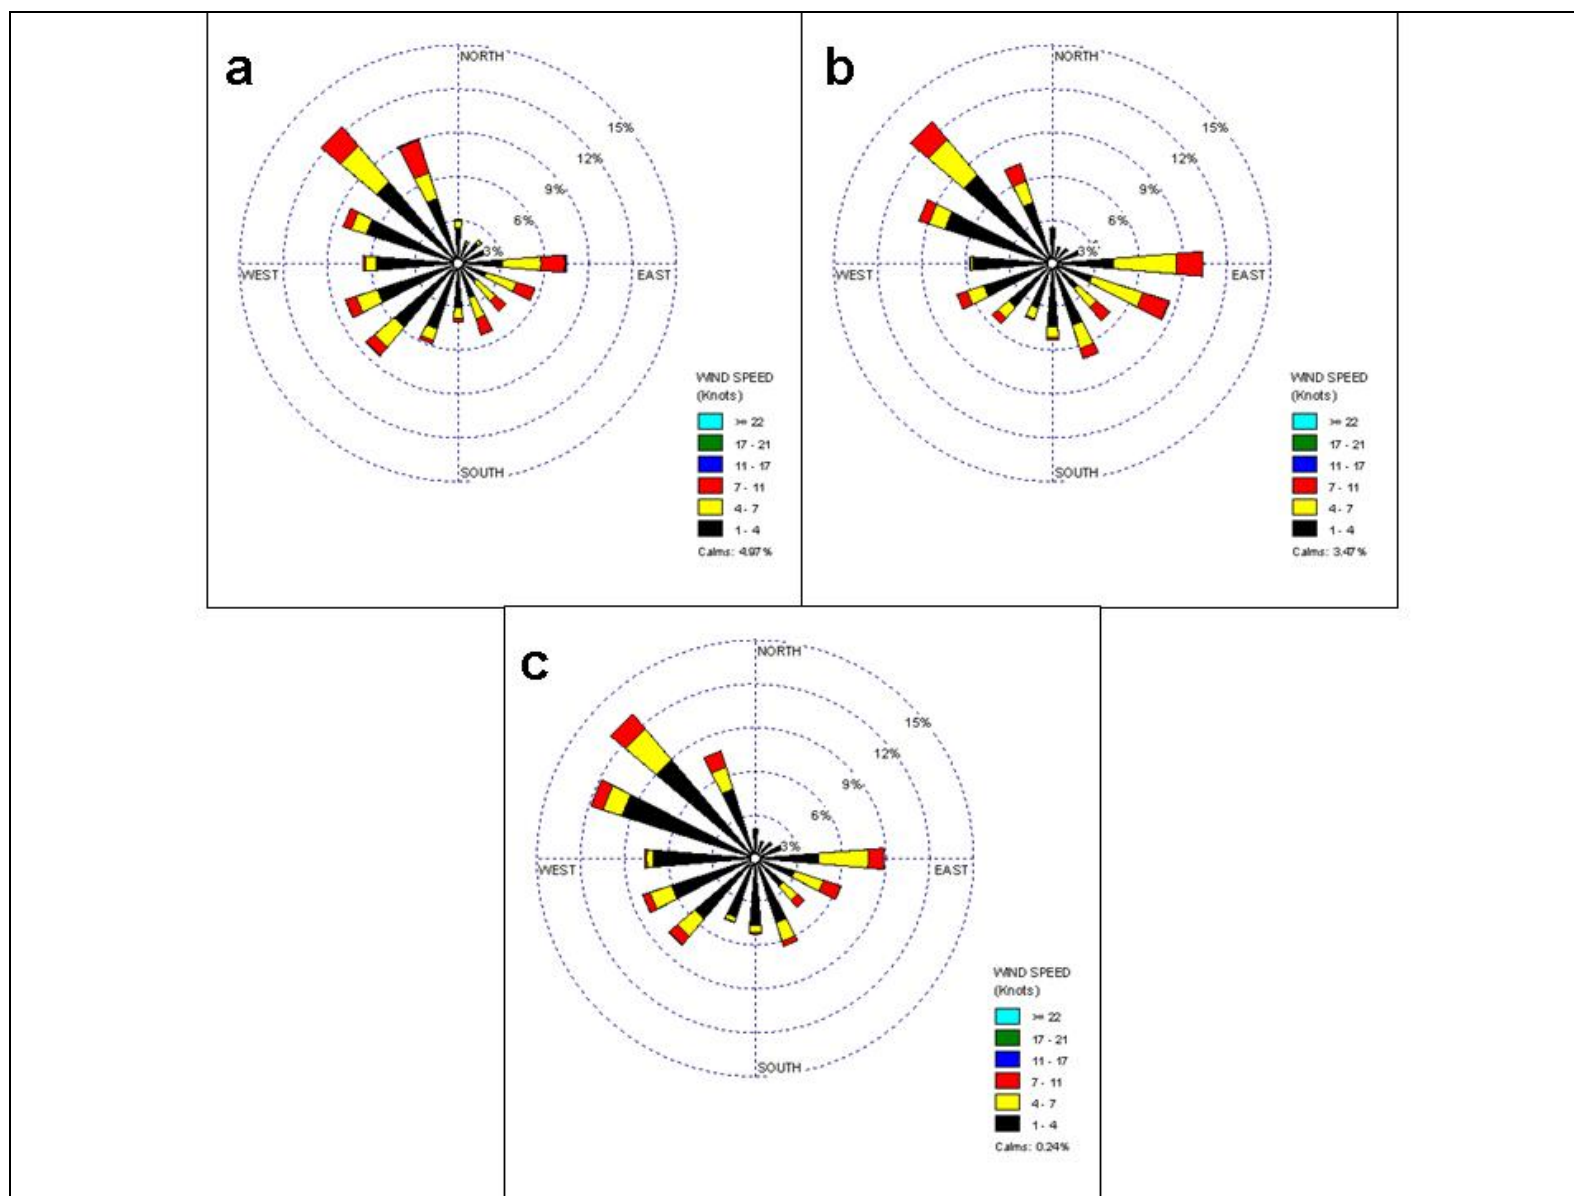 a
NORTH
15%
12%
9%
6%
3%
WEST
EAST
SOUTH
WIND SPEED
(Knots)
>= 22
17 - 21
11 - 17
7 - 11
4 - 7
1 - 4
Calms: 4.97%
b
NORTH
15%
12%
9%
6%
3%
WEST
EAST
SOUTH
WIND SPEED
(Knots)
>= 22
17 - 21
11 - 17
7 - 11
4 - 7
1 - 4
Calms: 3.47%
c
NORTH
15%
12%
9%
6%
3%
WEST
EAST
SOUTH
WIND SPEED
(Knots)
>= 22
17 - 21
11 - 17
7 - 11
4 - 7
1 - 4
Calms: 0.24%